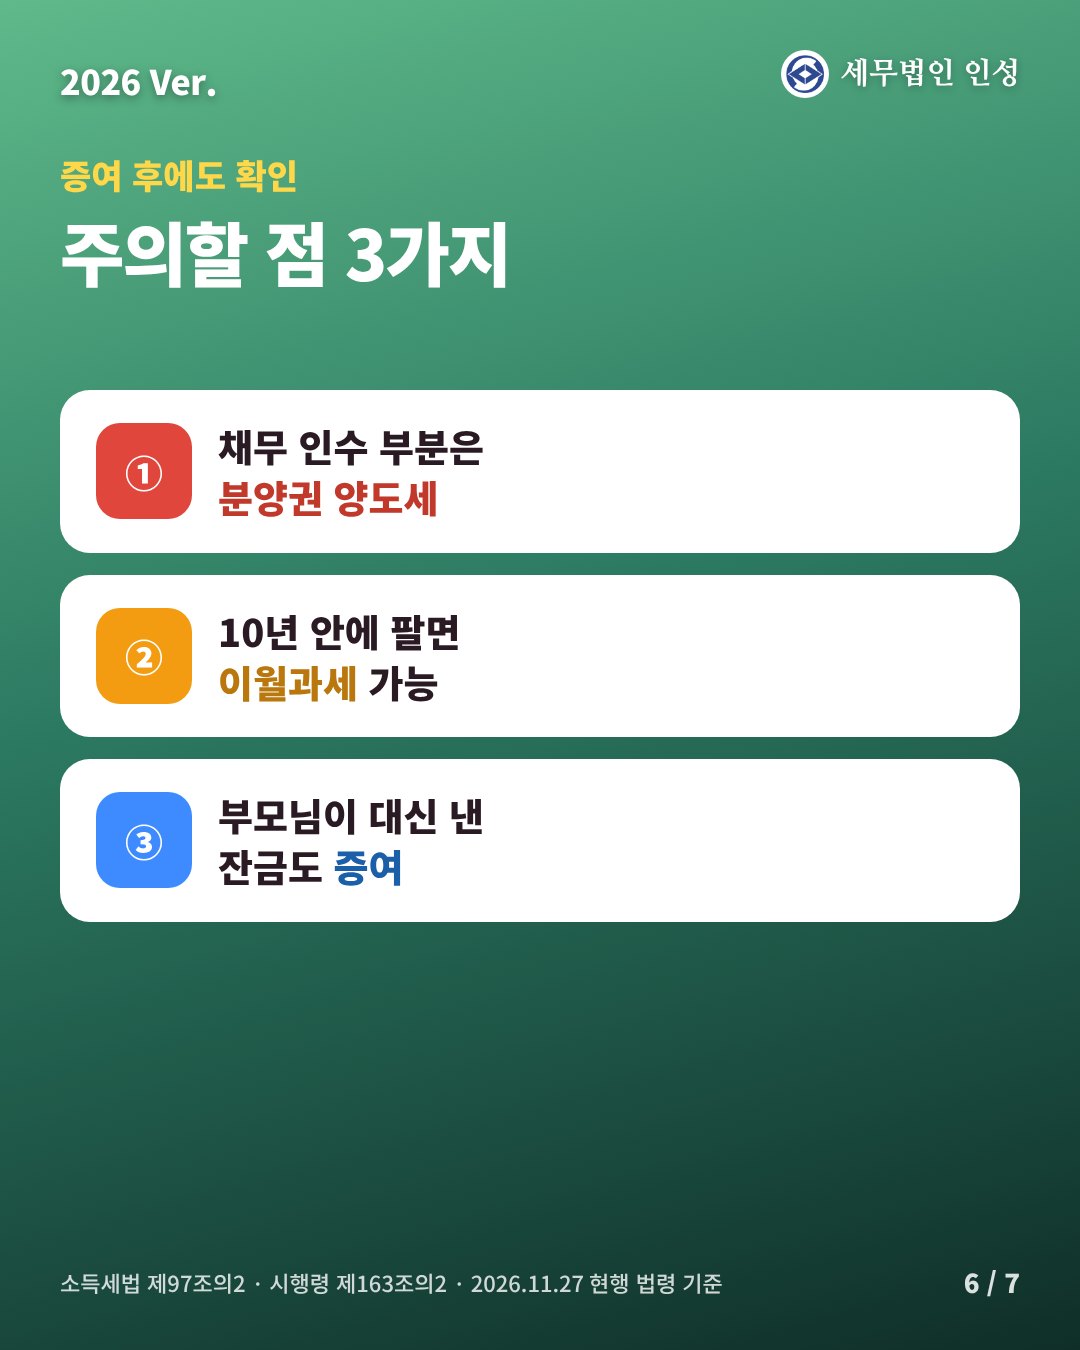 2026 Ver.
세무법인 인성
증여 후에도 확인
주의할 점 3가지
①
채무 인수 부분은
분양권 양도세
②
10년 안에 팔면
이월과세 가능
③
부모님이 대신 낸
잔금도 증여
소득세법 제97조의2 · 시행령 제163조의2 · 2026.11.27 현행 법령 기준
6 / 7